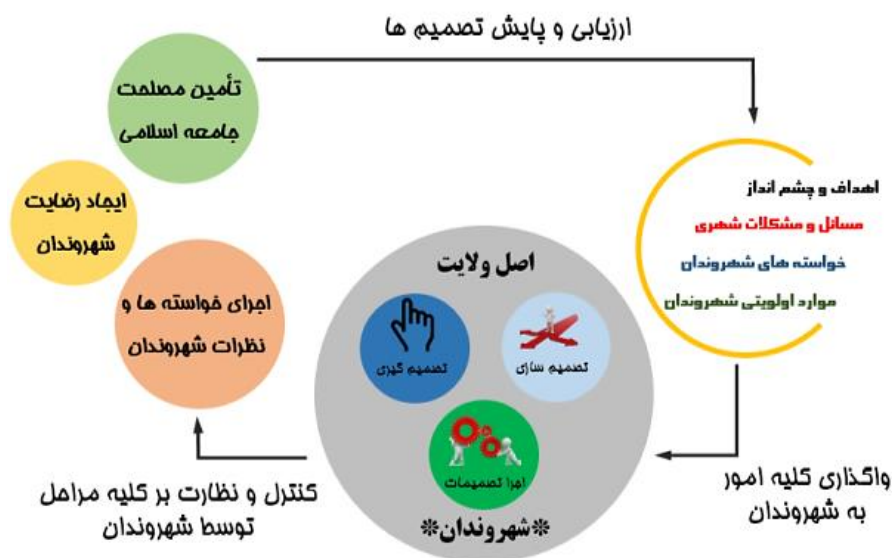 ارزیابی و پایش تصمیم ها
تأمین مصلحت
جامعه اسلامی
ایجاد رضایت
شهروندان
اجرای خواسته ها و
نظرات شهروندان
اهداف و چشم انداز
مسائل و مشکلات شهری
خواسته های شهروندان
موارد اولویتی شهروندان
اصل ولایت
تصمیم سازی
تصمیم گیری
اجرا تصمیمات
*شهروندان*
واگذاری کلیه امور
به شهروندان
کنترل و نظارت بر کلیه مراحل
توسط شهروندان